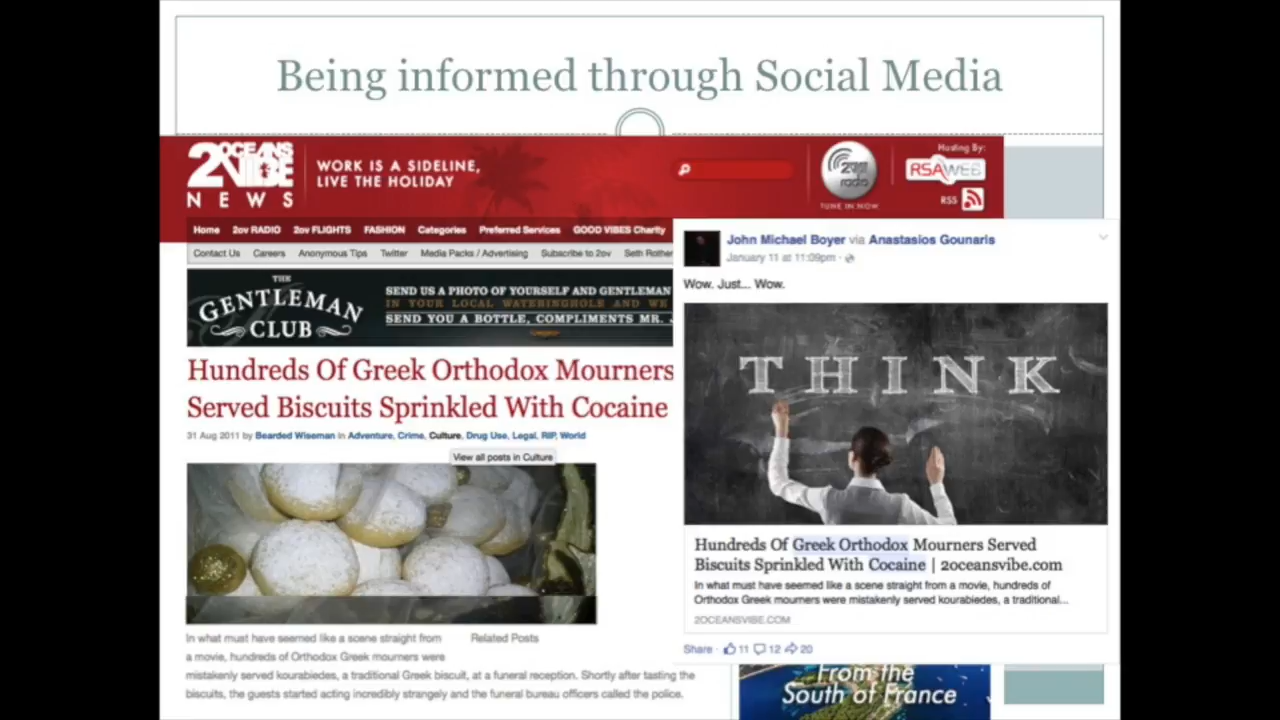 Being informed through Social Media
2OCEANS
VIBE
NEWS
WORK IS A SIDELINE,
LIVE THE HOLIDAY
2ov
radio
TUNE IN NOW
Hosting By:
RSAWEB
RSS
Home 2ov RADIO 2ov FLIGHTS FASHION Categories Preferred Services GOOD VIBES Charity
Contact Us Careers Anonymous Tips Twitter Media Packs / Advertising Subscribe to 2ov Seth Rother
THE
GENTLEMAN
CLUB
SEND US A PHOTO OF YOURSELF AND GENTLEMAN
IN YOUR LOCAL WATERINGHOLE AND WE
SEND YOU A BOTTLE, COMPLIMENTS MR. J
Hundreds Of Greek Orthodox Mourners
Served Biscuits Sprinkled With Cocaine
31 Aug 2011 by Bearded Wiseman in Adventure, Crime, Culture, Drug Use, Legal, RIP, World
View all posts in Culture
In what must have seemed like a scene straight from
a movie, hundreds of Orthodox Greek mourners were
mistakenly served kourabiedes, a traditional Greek biscuit, at a funeral reception. Shortly after tasting the
biscuits, the guests started acting incredibly strangely and the funeral bureau officers called the police.
Related Posts
John Michael Boyer via Anastasios Gounaris
January 11 at 11:09pm ·
Wow. Just... Wow.
THINK
Hundreds Of Greek Orthodox Mourners Served
Biscuits Sprinkled With Cocaine | 2oceansvibe.com
In what must have seemed like a scene straight from a movie, hundreds of
Orthodox Greek mourners were mistakenly served kourabiedes, a traditional...
2OCEANSVIBE.COM
Share · 11 12 20
From the
South of France